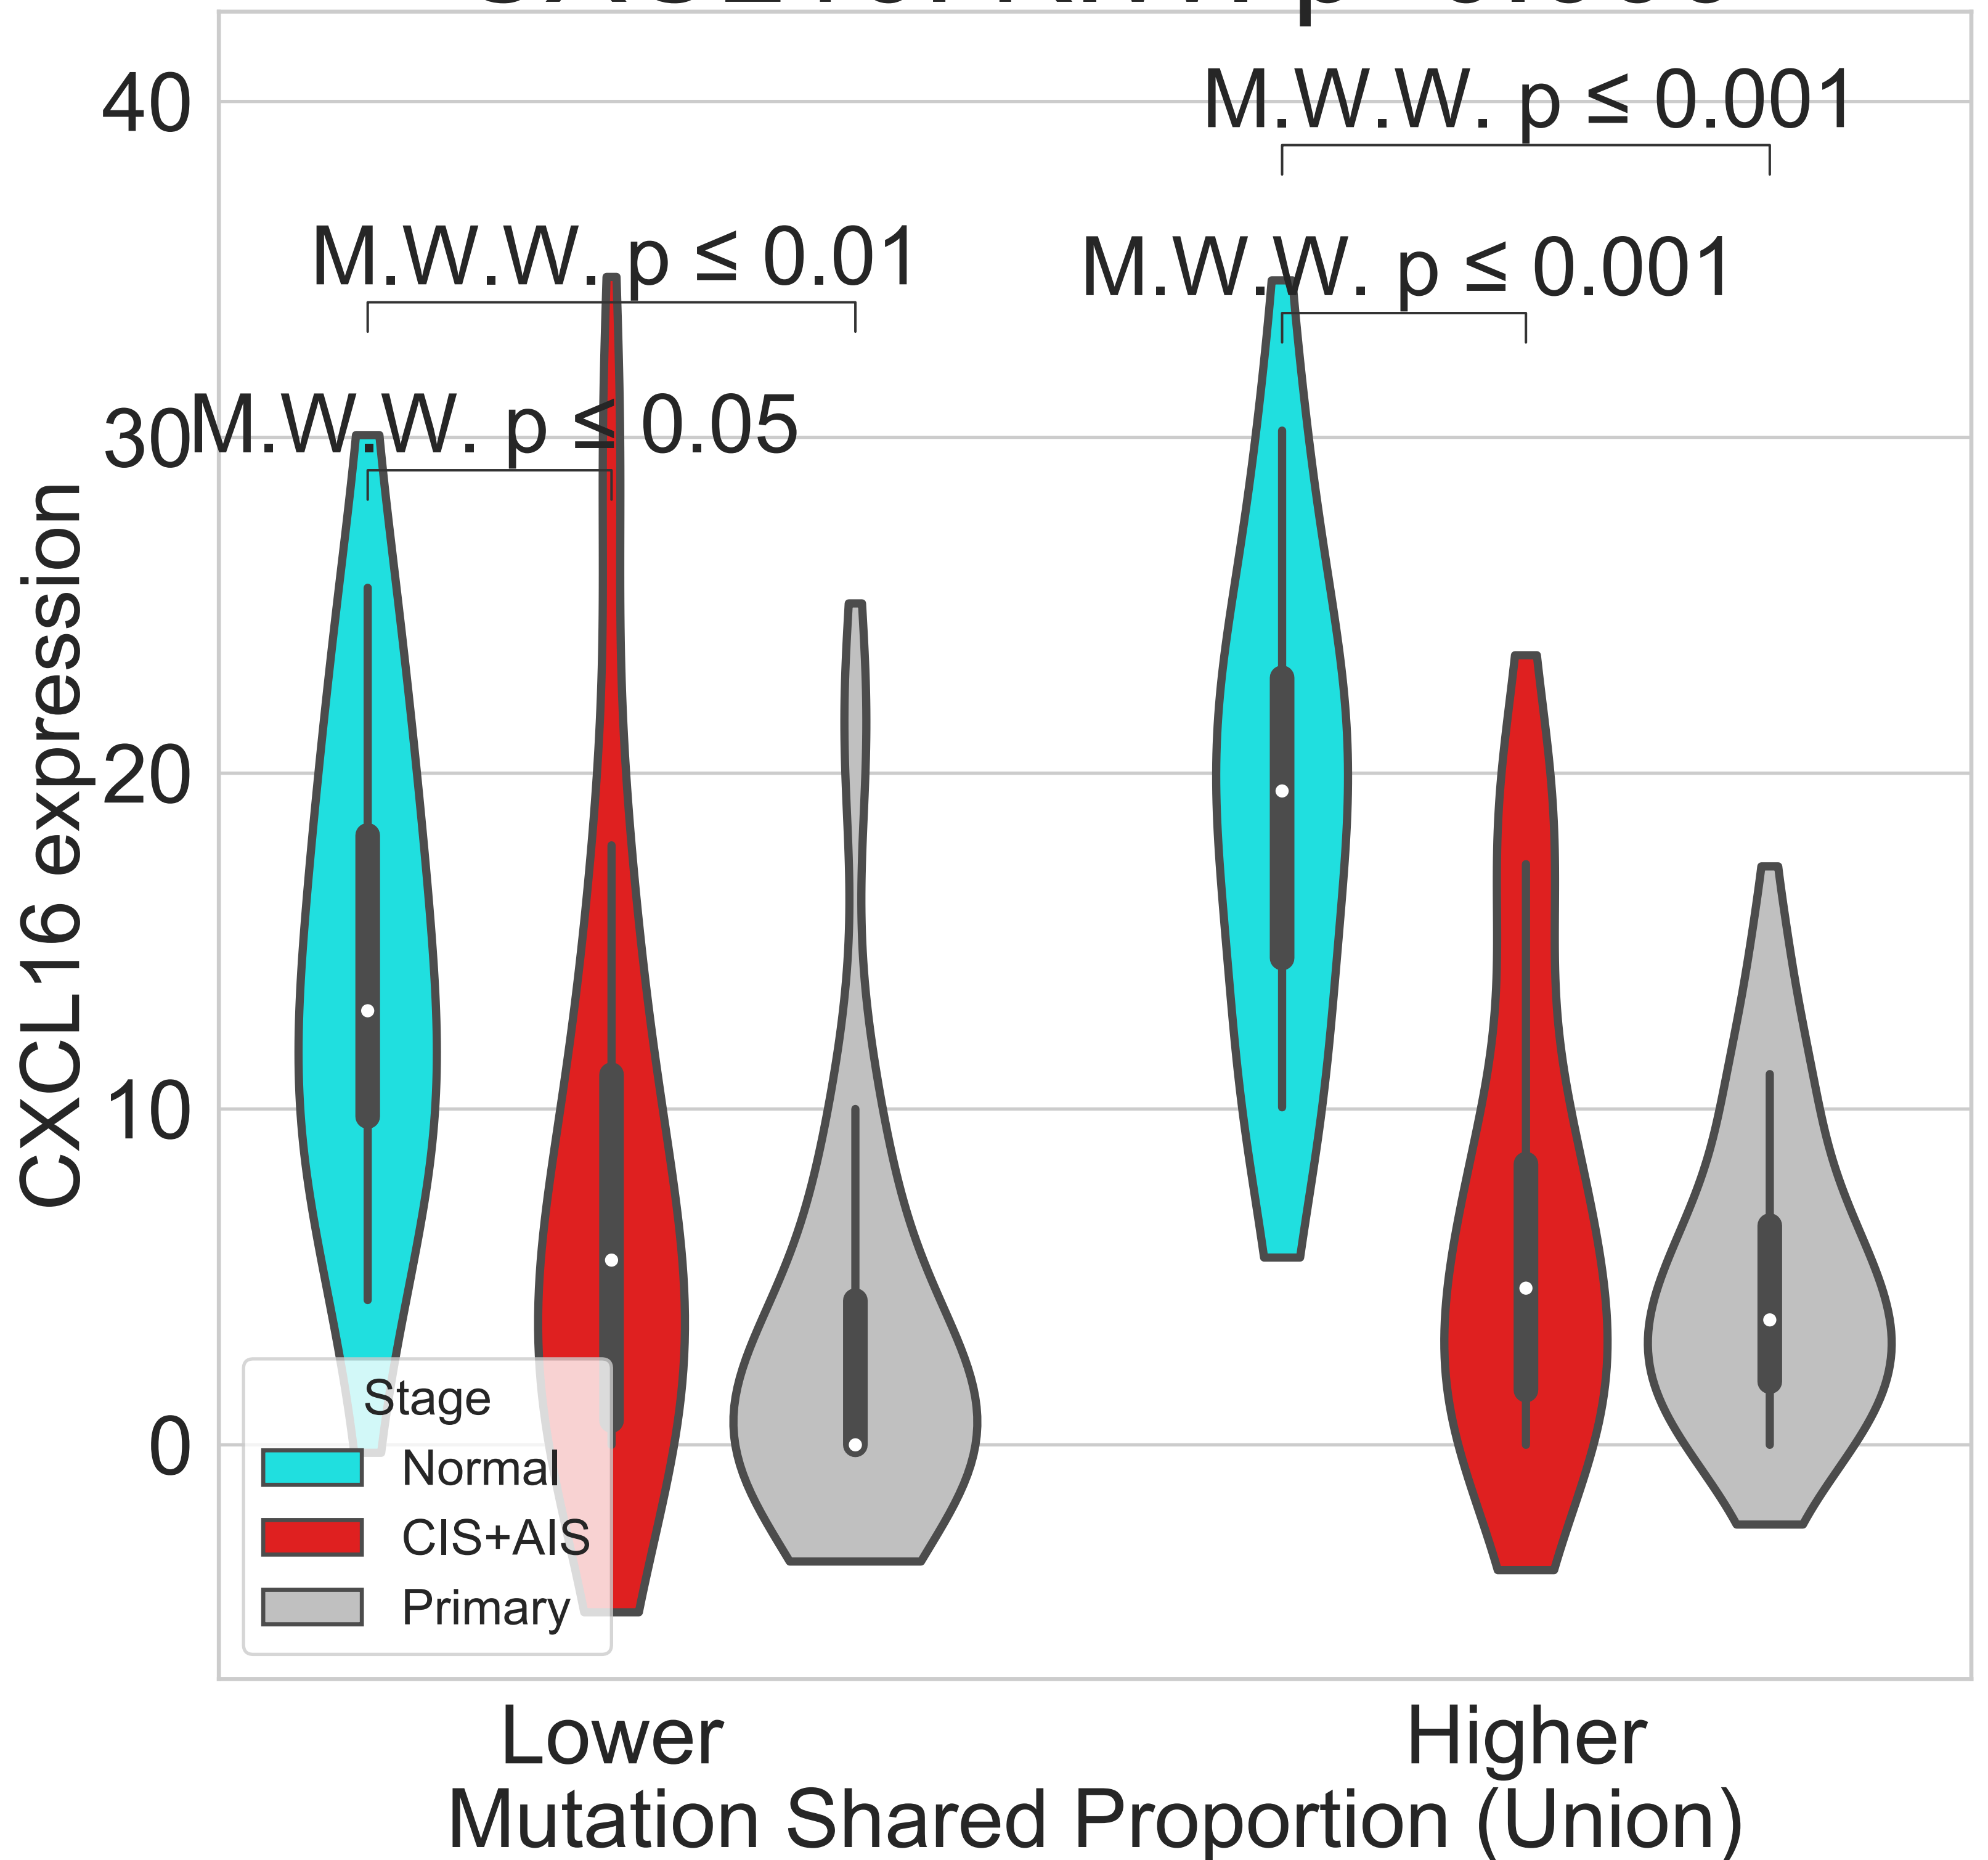 40
M.W.W. p ≤ 0.001
M.W.W. p ≤ 0.01
M.W.W. p ≤ 0.001
30
M.W.W. p ≤ 0.05
20
10
0
CXCL16 expression
Stage
Normal
CIS+AIS
Primary
Lower
Higher
Mutation Shared Proportion (Union)